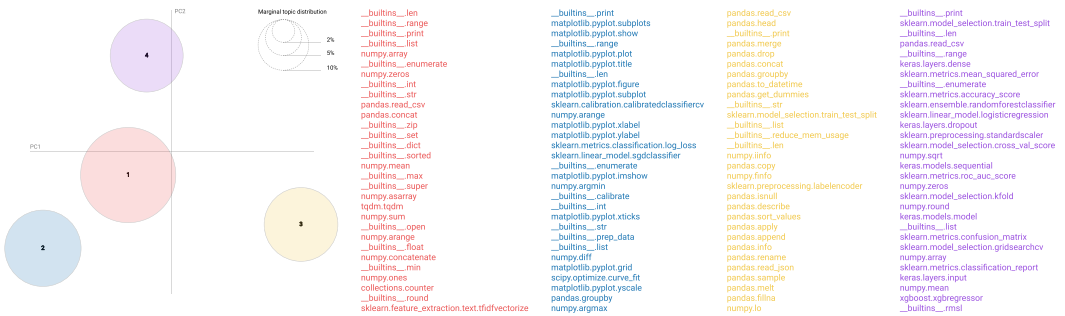 PC2
4
PC1
1
2
3
Marginal topic distribution
2%
5%
10%
__builtins__.len
__builtins__.range
__builtins__.print
__builtins__.list
numpy.array
__builtins__.enumerate
numpy.zeros
__builtins__.int
__builtins__.str
pandas.read_csv
pandas.concat
__builtins__.zip
__builtins__.set
__builtins__.dict
__builtins__.sorted
numpy.mean
__builtins__.max
__builtins__.super
numpy.asarray
tqdm.tqdm
numpy.sum
__builtins__.open
numpy.arange
__builtins__.float
numpy.concatenate
__builtins__.min
numpy.ones
collections.counter
__builtins__.round
sklearn.feature_extraction.text.tfidfvectorize
__builtins__.print
matplotlib.pyplot.subplots
matplotlib.pyplot.show
__builtins__.range
matplotlib.pyplot.plot
matplotlib.pyplot.title
__builtins__.len
matplotlib.pyplot.figure
matplotlib.pyplot.subplot
sklearn.calibration.calibratedclassifiercv
numpy.arange
matplotlib.pyplot.xlabel
matplotlib.pyplot.ylabel
sklearn.metrics.classification.log_loss
sklearn.linear_model.sgdclassifier
__builtins__.enumerate
matplotlib.pyplot.imshow
numpy.argmin
__builtins__.calibrate
__builtins__.int
matplotlib.pyplot.xticks
__builtins__.str
__builtins__.prep_data
__builtins__.list
numpy.diff
matplotlib.pyplot.grid
scipy.optimize.curve_fit
matplotlib.pyplot.yscale
pandas.groupby
numpy.argmax
pandas.read_csv
pandas.head
__builtins__.print
pandas.merge
pandas.drop
pandas.concat
pandas.groupby
pandas.to_datetime
pandas.get_dummies
__builtins__.str
sklearn.model_selection.train_test_split
__builtins__.list
__builtins__.reduce_mem_usage
__builtins__.len
numpy.iinfo
pandas.copy
numpy.finfo
sklearn.preprocessing.labelencoder
pandas.isnull
pandas.describe
pandas.sort_values
pandas.apply
pandas.append
pandas.info
pandas.rename
pandas.read_json
pandas.sample
pandas.melt
pandas.fillna
numpy.lo
__builtins__.print
sklearn.model_selection.train_test_split
__builtins__.len
pandas.read_csv
__builtins__.range
keras.layers.dense
sklearn.metrics.mean_squared_error
__builtins__.enumerate
sklearn.metrics.accuracy_score
sklearn.ensemble.randomforestclassifier
sklearn.linear_model.logisticregression
keras.layers.dropout
sklearn.preprocessing.standardscaler
sklearn.model_selection.cross_val_score
numpy.sqrt
keras.models.sequential
sklearn.metrics.roc_auc_score
numpy.zeros
sklearn.model_selection.kfold
numpy.round
keras.models.model
__builtins__.list
sklearn.metrics.confusion_matrix
sklearn.model_selection.gridsearchcv
numpy.array
sklearn.metrics.classification_report
keras.layers.input
numpy.mean
xgboost.xgbregressor
__builtins__.rmsl